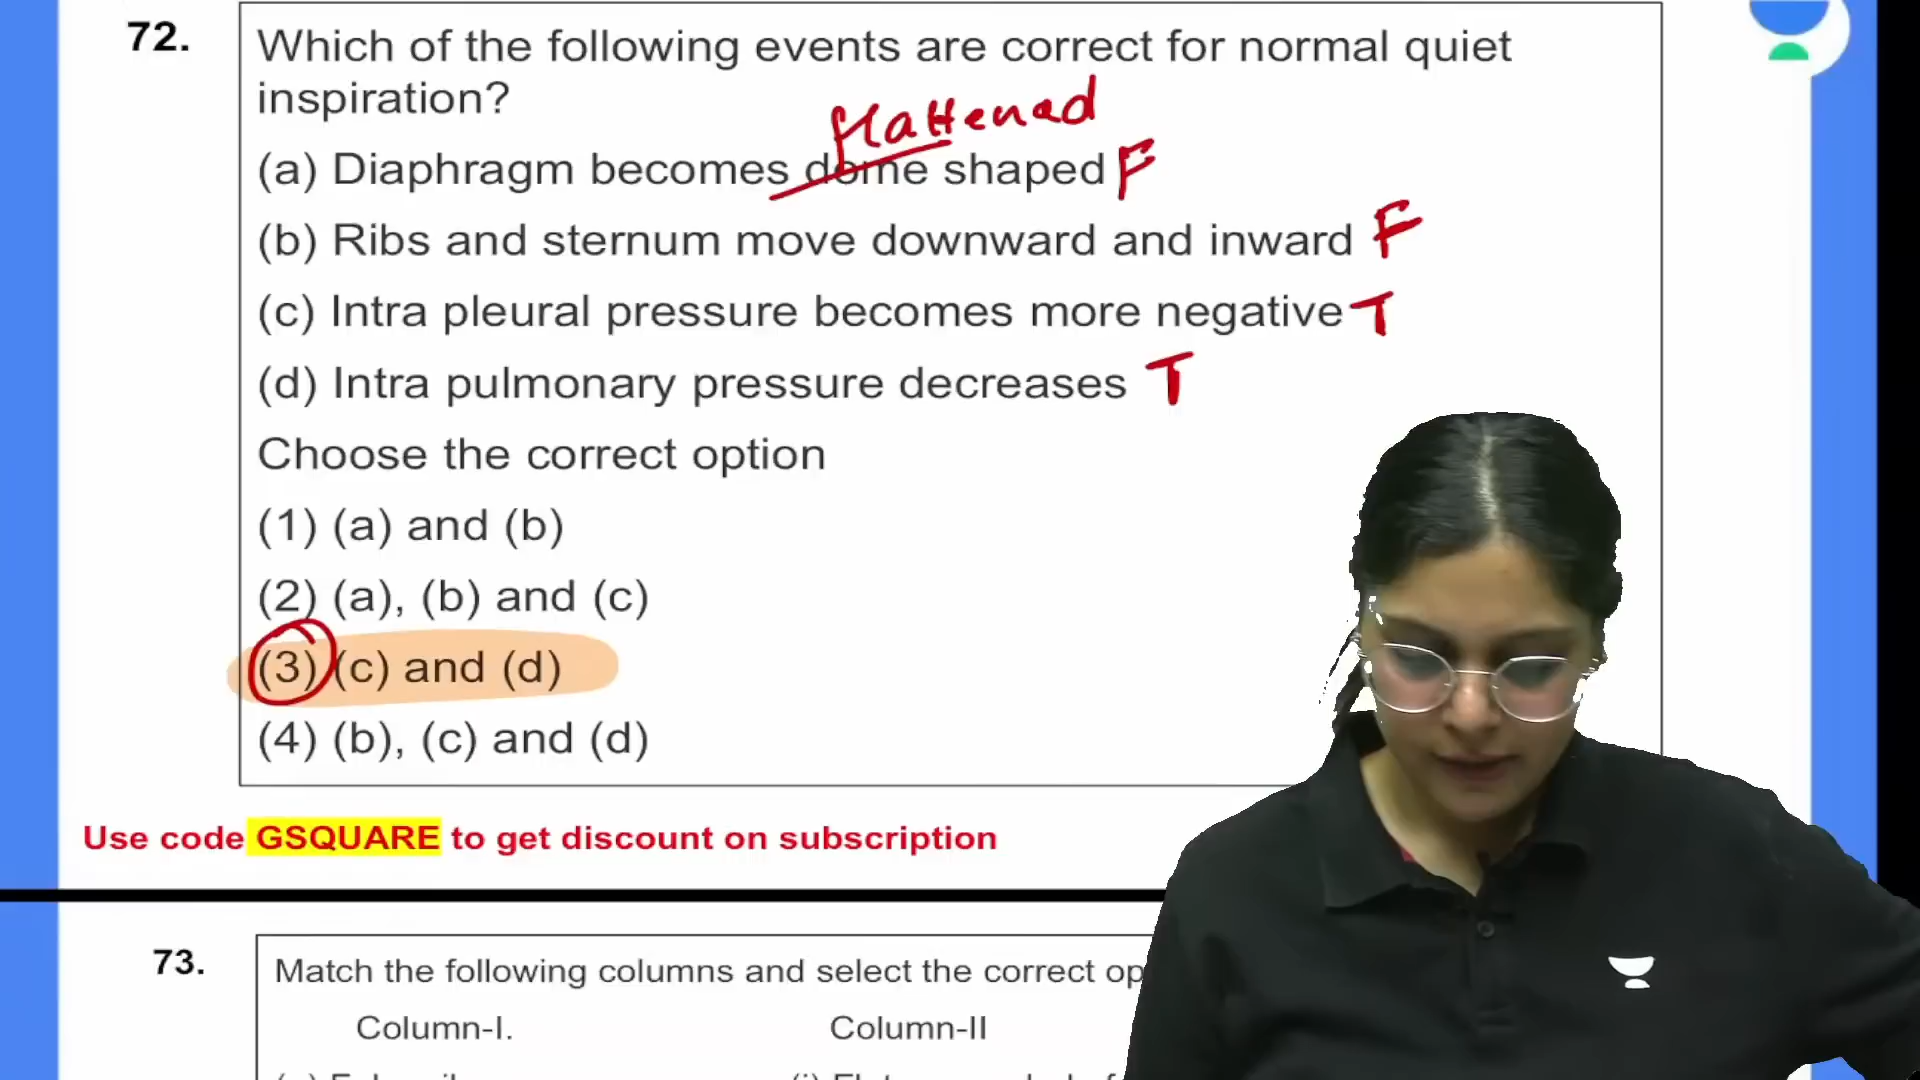 72.
Which of the following events are correct for normal quiet
inspiration?
flattened
(a) Diaphragm becomes dome shaped F
(b) Ribs and sternum move downward and inward F
(c) Intra pleural pressure becomes more negative T
(d) Intra pulmonary pressure decreases T
Choose the correct option
(1) (a) and (b)
(2) (a), (b) and (c)
(3) (c) and (d)
(4) (b), (c) and (d)
Use code GSQUARE to get discount on subscription
73.
Match the following columns and select the correct op
Column-I.
Column-II